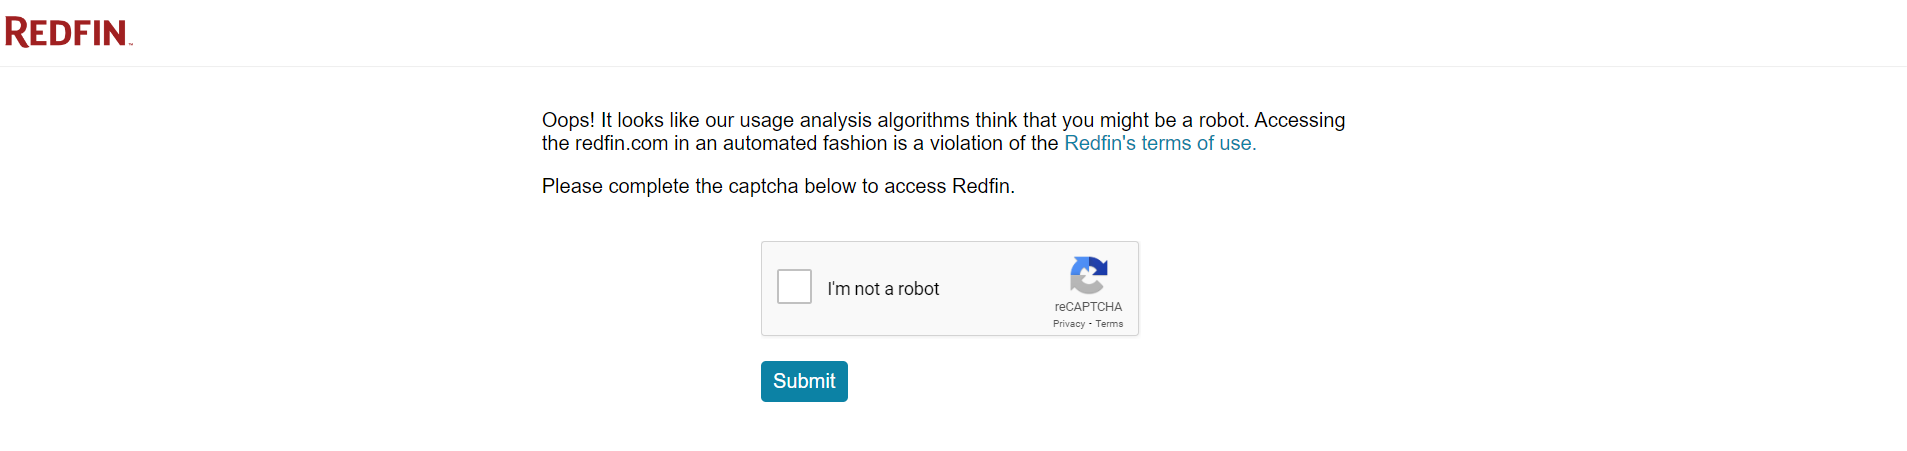 REDFIN
Oops! It looks like our usage analysis algorithms think that you might be a robot. Accessing
the redfin.com in an automated fashion is a violation of the Redfin's terms of use.
Please complete the captcha below to access Redfin.
I'm not a robot
reCAPTCHA
Privacy - Terms
Submit